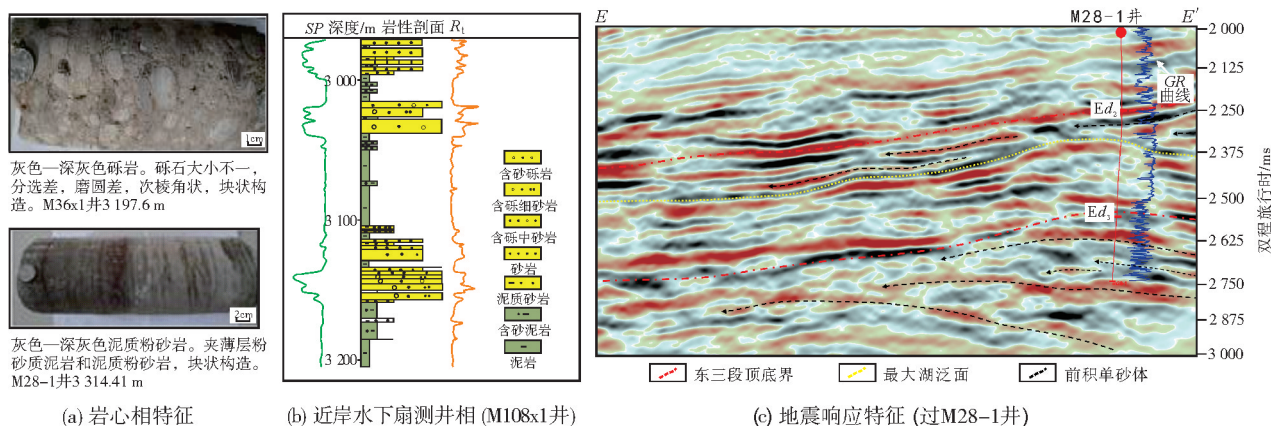 1cm
灰色—深灰色砾岩。砾石大小不一，
分选差，磨圆差，次棱角状，块状构
造。M36x1井3 197.6 m
2cm
灰色—深灰色泥质粉砂岩。夹薄层粉
砂质泥岩和泥质粉砂岩，块状构造。
M28-1井3 314.41 m
(a) 岩心相特征
SP 深度/m 岩性剖面 Rt
3 000
3 100
3 200
含砂砾岩
含砾细砂岩
含砾中砂岩
砂岩
泥质砂岩
含砂泥岩
泥岩
(b) 近岸水下扇测井相 (M108x1井)
E
M28-1井
E′
GR
曲线
Ed2
Ed3
2 000
2 125
2 250
2 375
2 500
2 625
2 750
2 875
3 000
双程旅行时/ms
东三段顶底界
最大湖泛面
前积单砂体
(c) 地震响应特征 (过M28-1井)